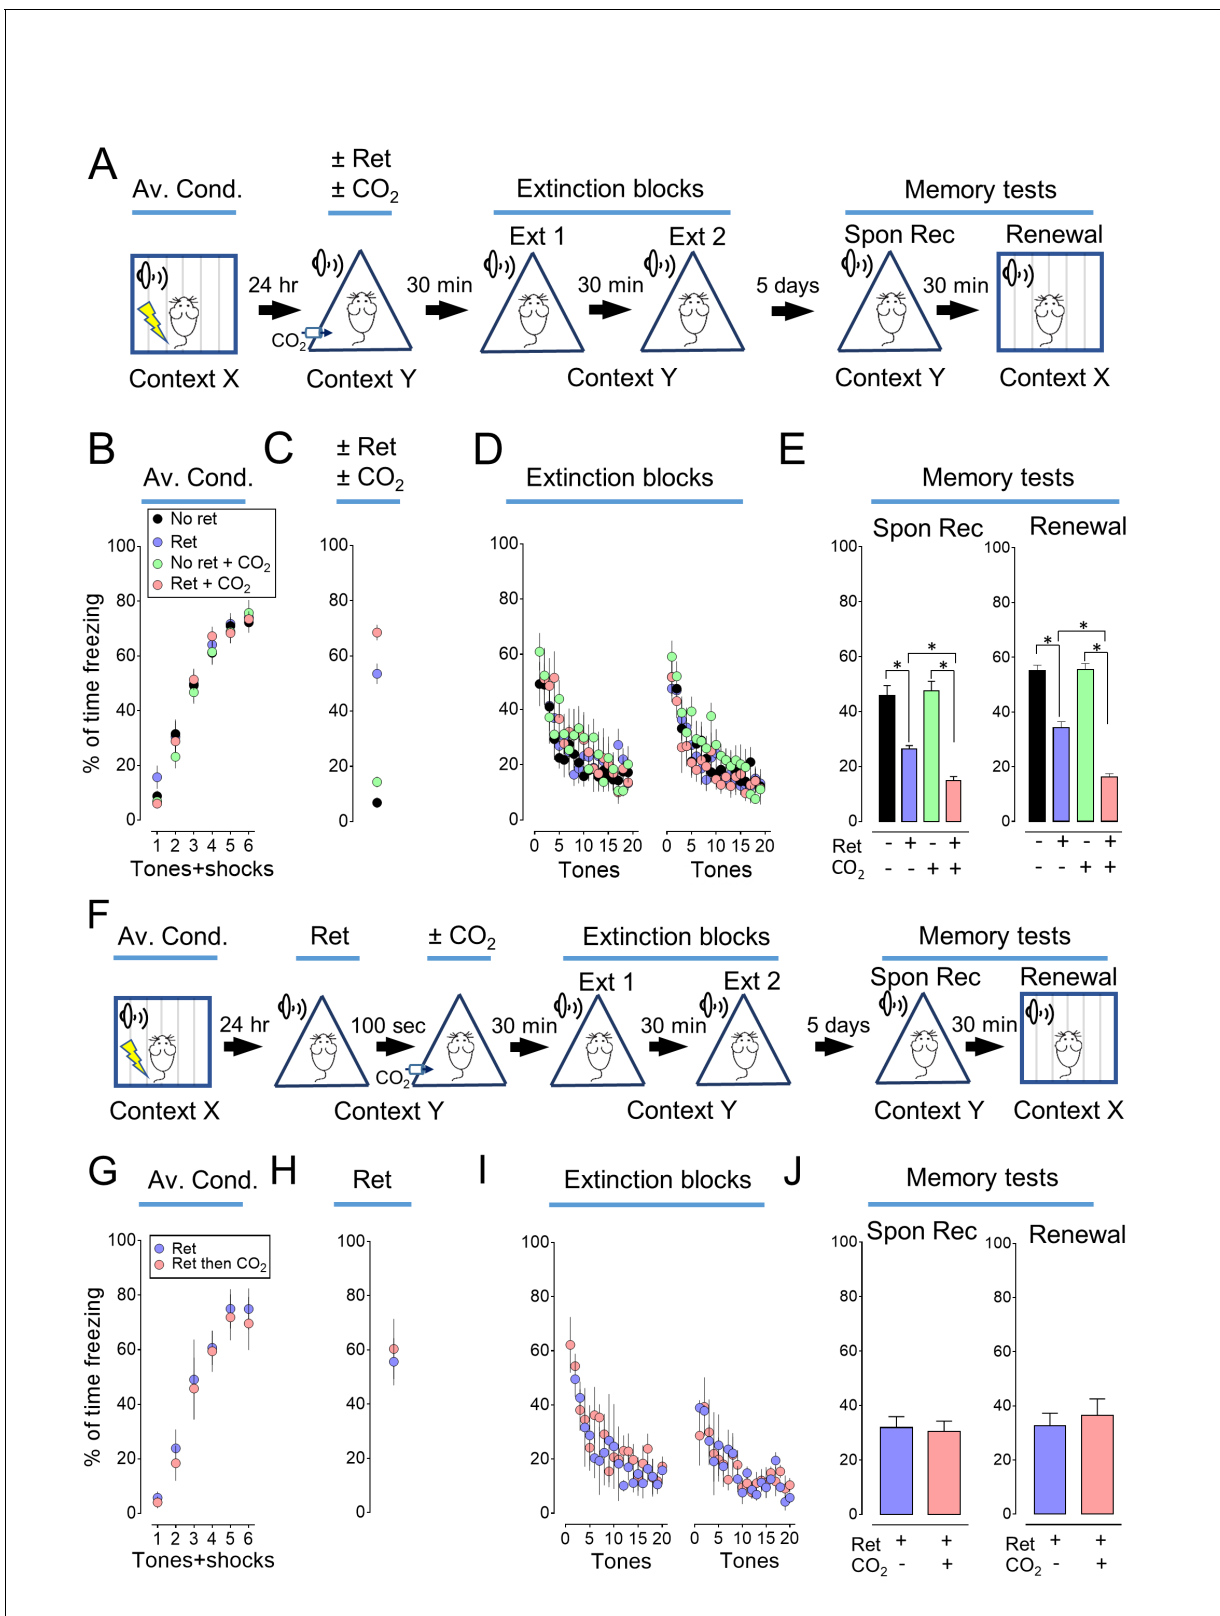 A
Av. Cond.
± Ret
± CO2
Extinction blocks
Memory tests
Ext 1
Ext 2
Spon Rec
Renewal
24 hr
30 min
30 min
5 days
30 min
CO2
Context X
Context Y
Context Y
Context Y
Context X
B
Av. Cond.
C
± Ret
± CO2
D
Extinction blocks
E
Memory tests
No ret
Ret
No ret + CO2
Ret + CO2
% of time freezing
100
80
60
40
20
0
1 2 3 4 5 6
Tones+shocks
100
80
60
40
20
0
100
80
60
40
20
0
0 5 10 15 20
Tones
0 5 10 15 20
Tones
Spon Rec
Renewal
100
80
60
40
20
0
* * *
100
80
60
40
20
0
* * *
Ret - + - + - + - +
CO2 - - + + - - + +
F
Av. Cond.
Ret
± CO2
Extinction blocks
Memory tests
Ext 1
Ext 2
Spon Rec
Renewal
24 hr
100 sec
30 min
30 min
5 days
30 min
CO2
Context X
Context Y
Context Y
Context Y
Context X
G
Av. Cond.
H
Ret
I
Extinction blocks
J
Memory tests
Ret
Ret then CO2
% of time freezing
100
80
60
40
20
0
1 2 3 4 5 6
Tones+shocks
100
80
60
40
20
0
100
80
60
40
20
0
0 5 10 15 20
Tones
0 5 10 15 20
Tones
Spon Rec
Renewal
100
80
60
40
20
0
100
80
60
40
20
0
Ret + + + +
CO2 - + - +